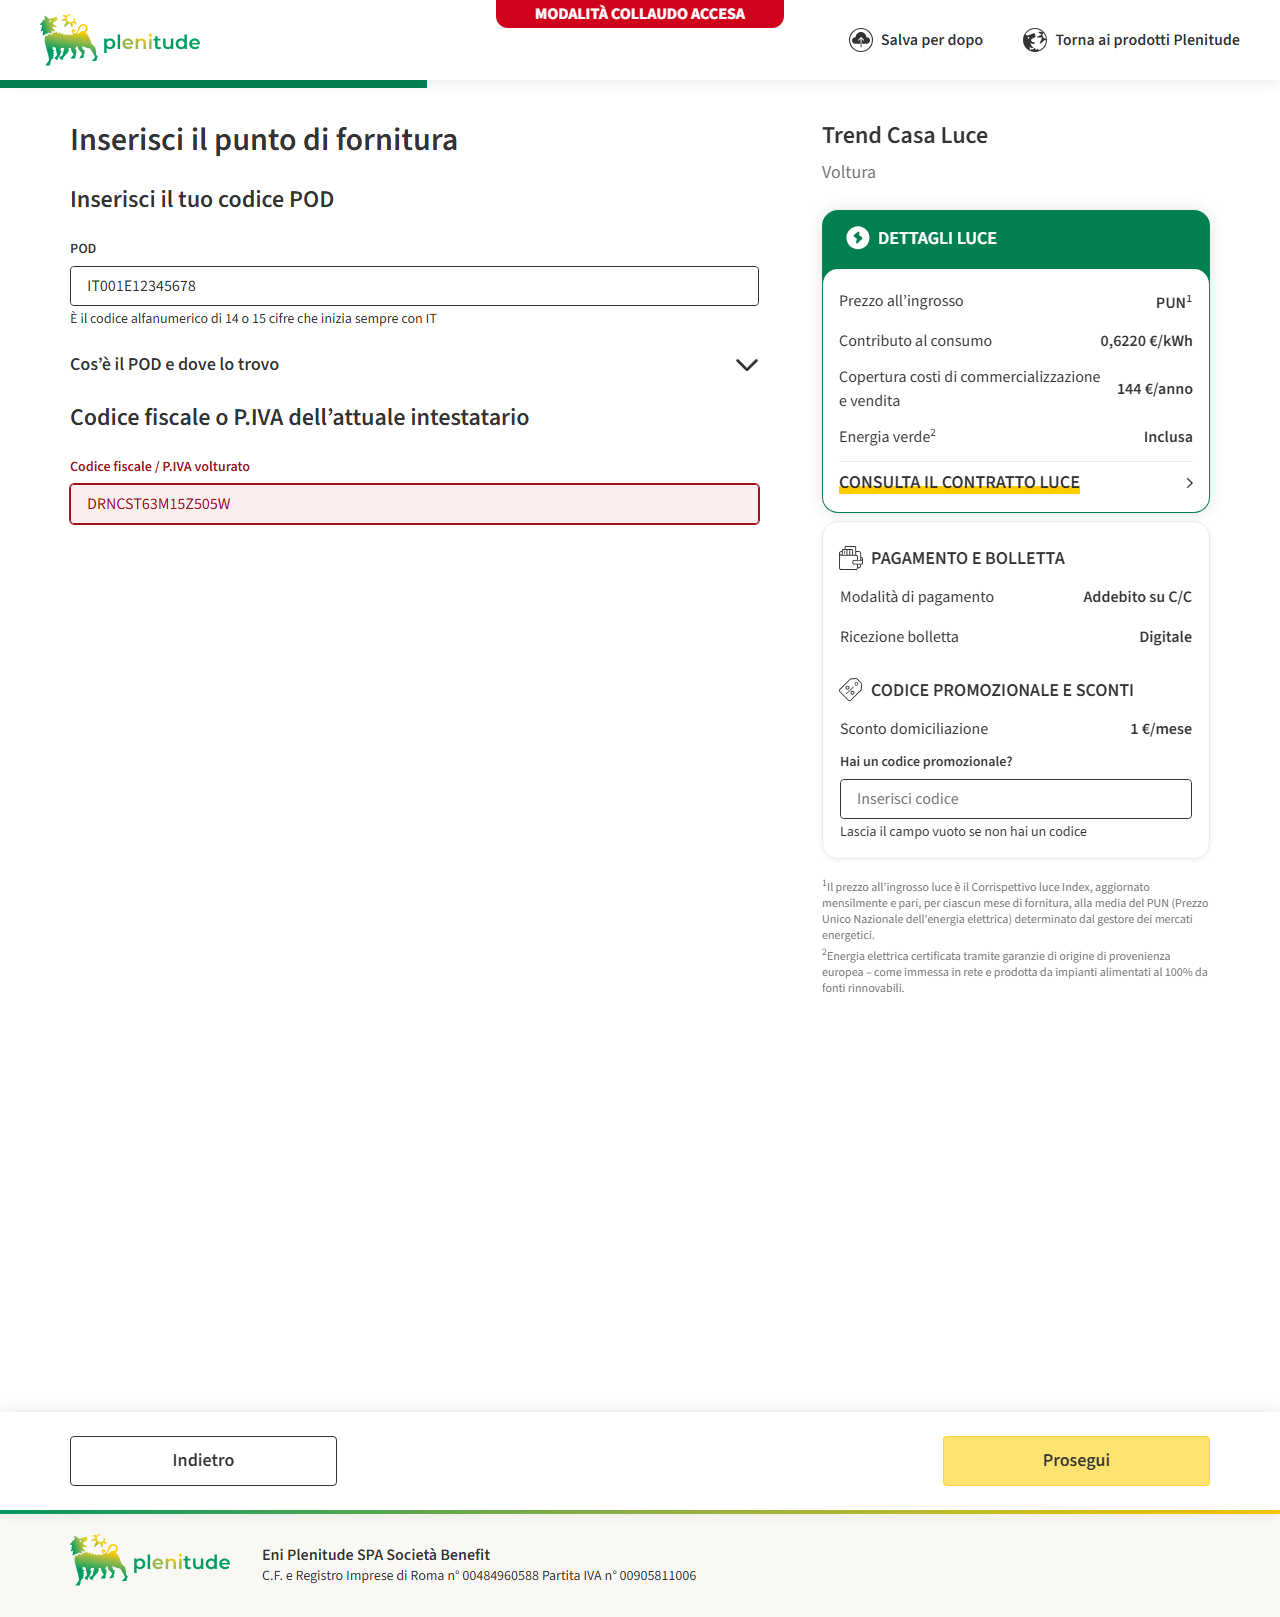 MODALITÀ COLLAUDO ACCESA
plenitude
Salva per dopo
Torna ai prodotti Plenitude
Inserisci il punto di fornitura
Inserisci il tuo codice POD
POD
IT001E12345678
È il codice alfanumerico di 14 o 15 cifre che inizia sempre con IT
Cos’è il POD e dove lo trovo
Codice fiscale o P.IVA dell’attuale intestatario
Codice fiscale / P.IVA volturato
DRNCST63M15Z505W
Trend Casa Luce
Voltura
DETTAGLI LUCE
Prezzo all’ingrosso PUN¹
Contributo al consumo 0,6220 €/kWh
Copertura costi di commercializzazione
e vendita 144 €/anno
Energia verde² Inclusa
CONSULTA IL CONTRATTO LUCE
PAGAMENTO E BOLLETTA
Modalità di pagamento Addebito su C/C
Ricezione bolletta Digitale
CODICE PROMOZIONALE E SCONTI
Sconto domiciliazione 1 €/mese
Hai un codice promozionale?
Inserisci codice
Lascia il campo vuoto se non hai un codice
¹Il prezzo all’ingrosso luce è il Corrispettivo luce Index, aggiornato
mensilmente e pari, per ciascun mese di fornitura, alla media del PUN (Prezzo
Unico Nazionale dell'energia elettrica) determinato dal gestore dei mercati
energetici.
²Energia elettrica certificata tramite garanzie di origine di provenienza
europea – come immessa in rete e prodotta da impianti alimentati al 100% da
fonti rinnovabili.
Indietro
Prosegui
plenitude
Eni Plenitude SPA Società Benefit
C.F. e Registro Imprese di Roma n° 00484960588 Partita IVA n° 00905811006